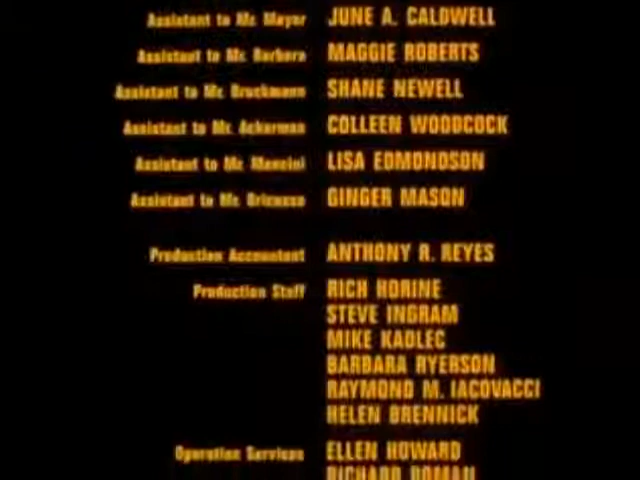 Assistant to Mr. Mayer JUNE A. CALDWELL
Assistant to Mr. Barbera MAGGIE ROBERTS
Assistant to Mr. Bruckmann SHANE NEWELL
Assistant to Mr. Ackerman COLLEEN WOODCOCK
Assistant to Mr. Mancini LISA EDMONDSON
Assistant to Mr. Bricusse GINGER MASON
Production Accountant ANTHONY R. REYES
Production Staff RICH HORINE
STEVE INGRAM
MIKE KADLEC
BARBARA RYERSON
RAYMOND M. IACOVACCI
HELEN BRENNICK
Operation Services ELLEN HOWARD
RICHARD ROMAN